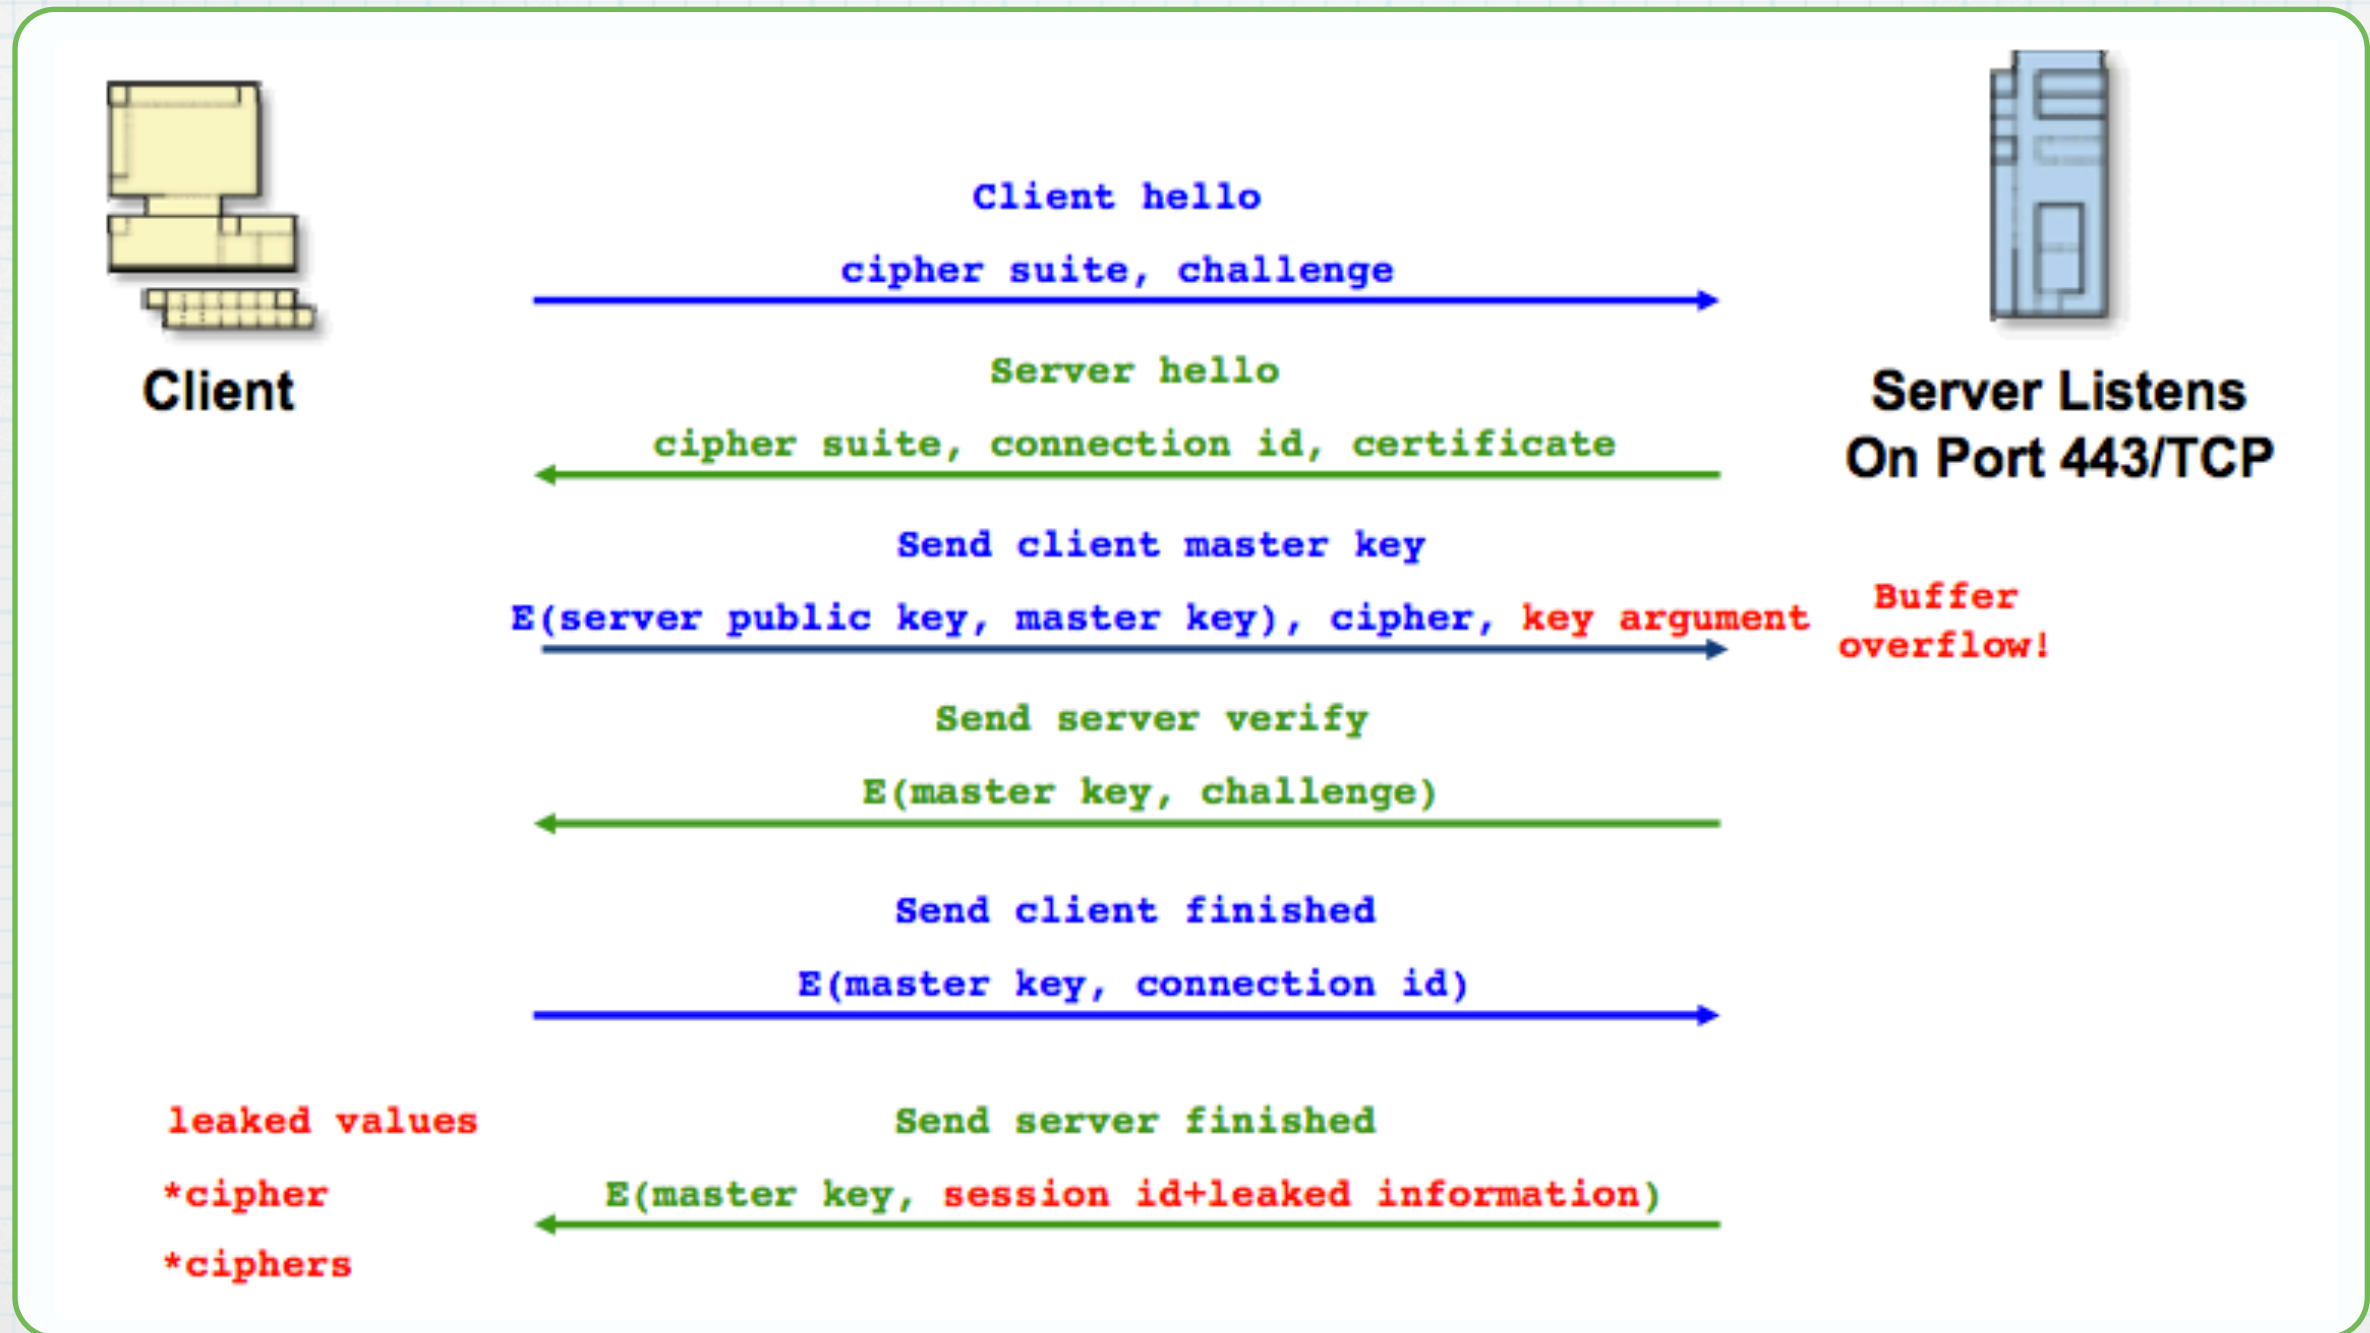 Client hello
cipher suite, challenge
Client
Server Listens
On Port 443/TCP
Server hello
cipher suite, connection id, certificate
Send client master key
E(server public key, master key), cipher, key argument
Buffer
overflow!
Send server verify
E(master key, challenge)
Send client finished
E(master key, connection id)
leaked values
*cipher
*ciphers
Send server finished
E(master key, session id+leaked information)